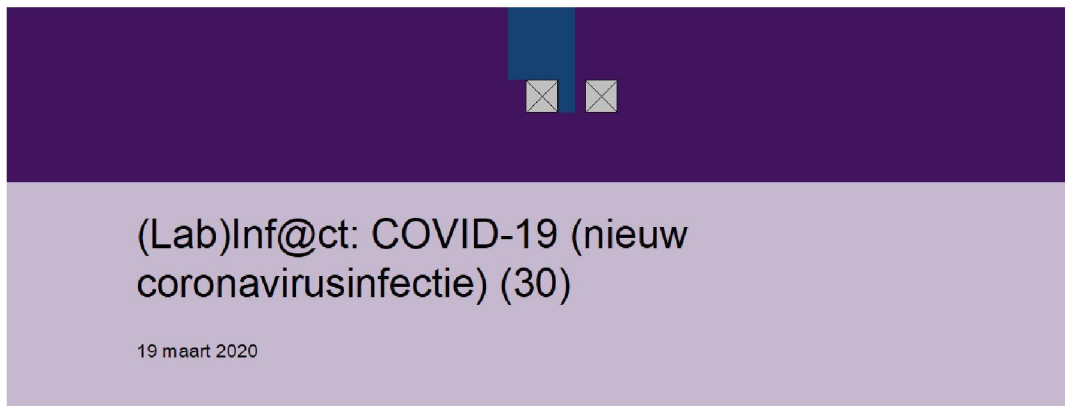 (Lab)Inf@ct: COVID-19 (nieuw
coronavirusinfectie) (30)
19 maart 2020